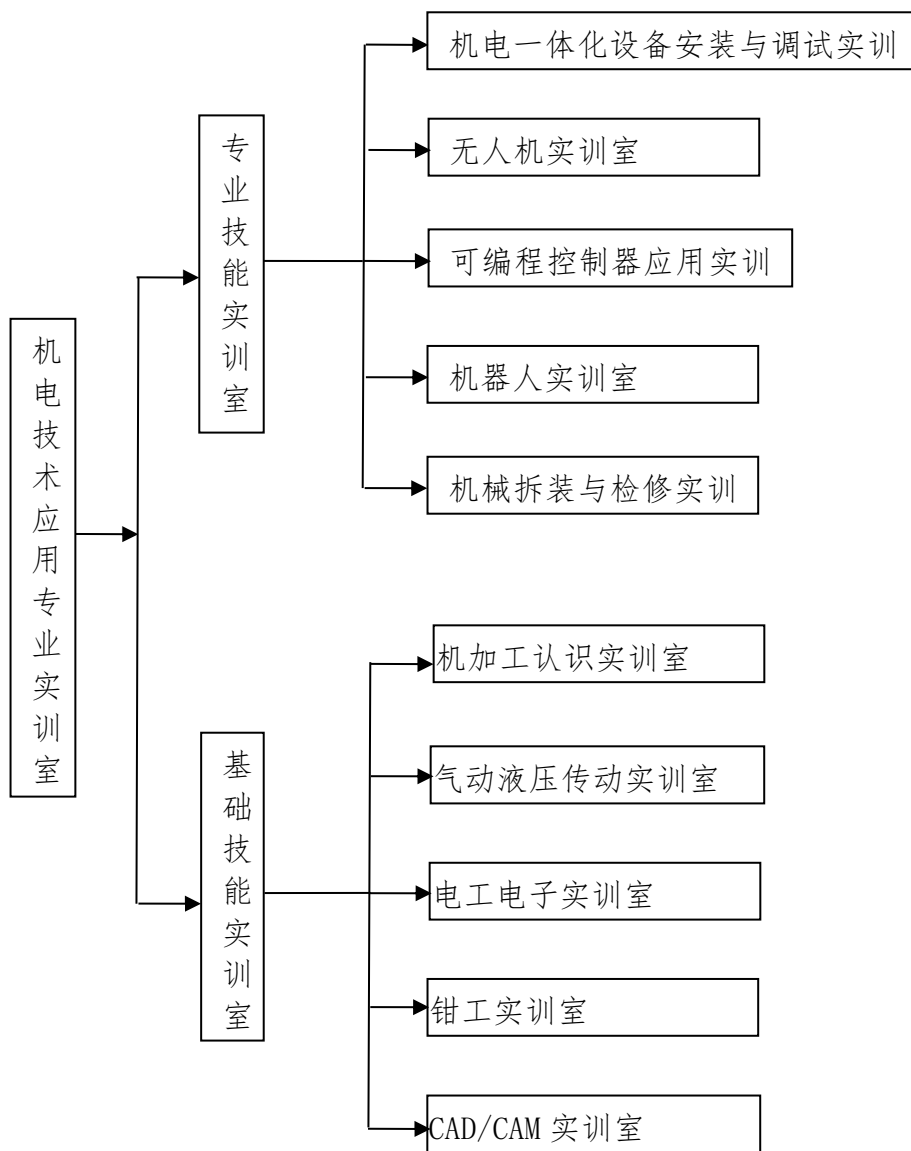 机电技术应用专业实训室
专业技能实训室
机电一体化设备安装与调试实训
无人机实训室
可编程控制器应用实训
机器人实训室
机械拆装与检修实训
基础技能实训室
机加工认识实训室
气动液压传动实训室
电工电子实训室
钳工实训室
CAD/CAM 实训室